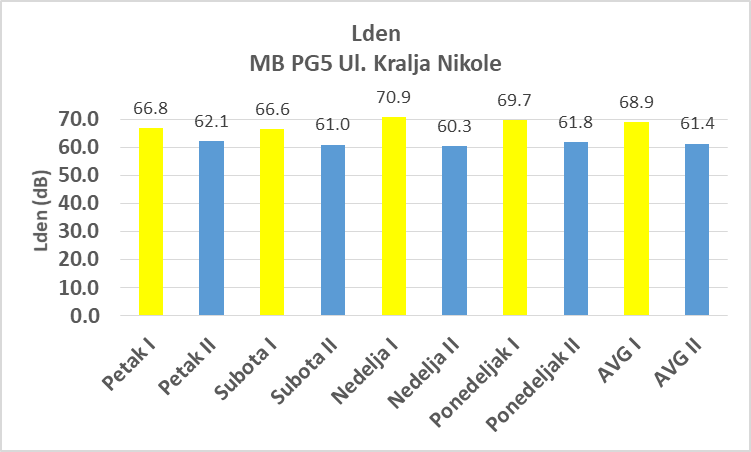 Lden
MB PG5 Ul. Kralja Nikole
Lden (dB)
70.0
60.0
50.0
40.0
30.0
20.0
10.0
0.0
66.8
62.1
66.6
61.0
70.9
60.3
69.7
61.8
68.9
61.4
Petak I
Petak II
Subota I
Subota II
Nedelja I
Nedelja II
Ponedeljak I
Ponedeljak II
AVG I
AVG II